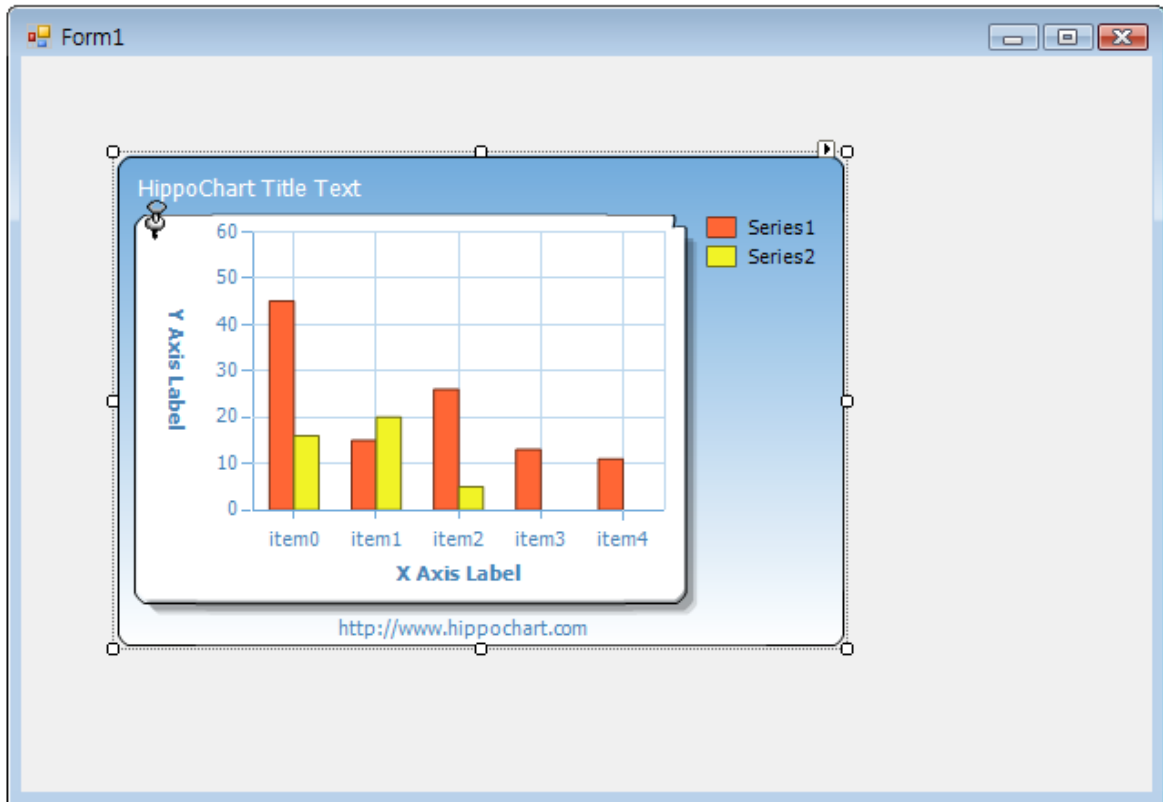 Form1
HippoChart Title Text
Series1
Series2
60
50
40
30
20
10
0
Y Axis Label
item0 item1 item2 item3 item4
X Axis Label
http://www.hippochart.com